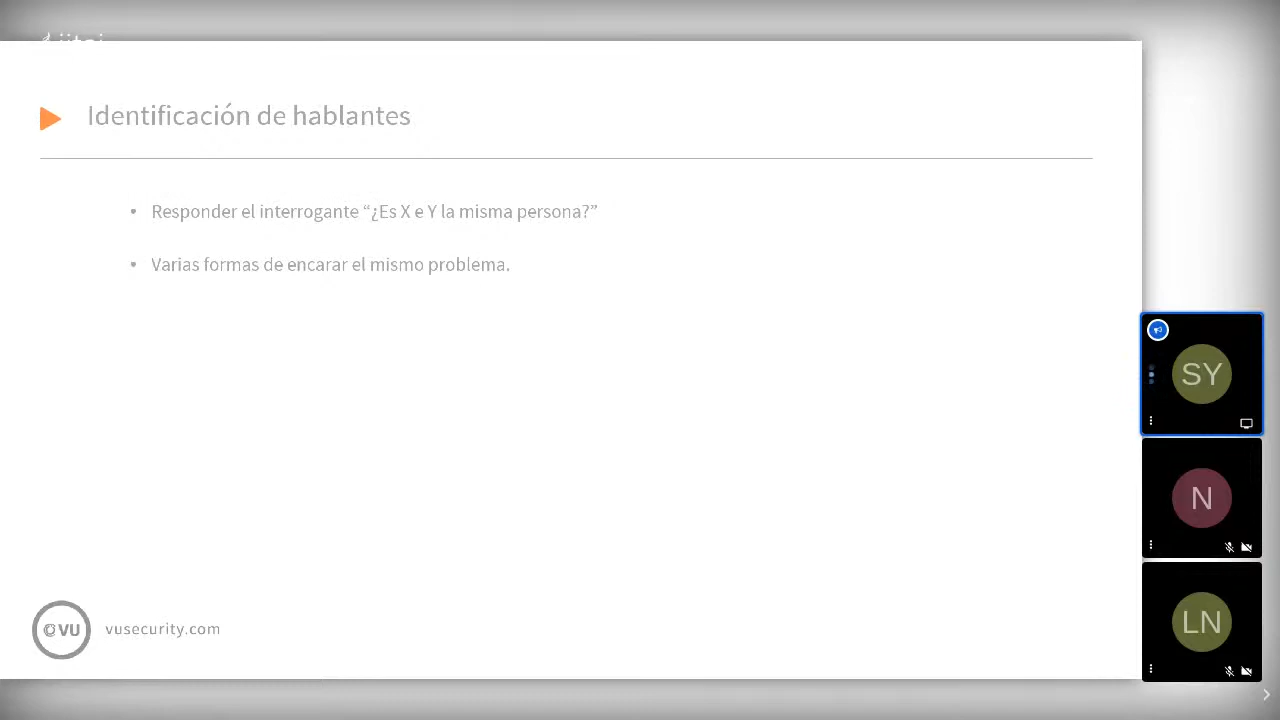 Identificación de hablantes
• Responder el interrogante “¿Es X e Y la misma persona?”
• Varias formas de encarar el mismo problema.
SY
N
LN
VU
vusecurity.com